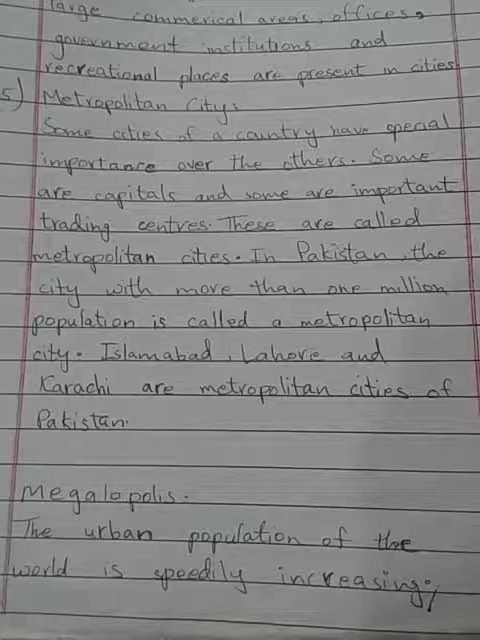 large commerical areas, offices,
government institutions and
recreational places are present in cities
5) Metropolitan City.
Some cities of a country have special
importance over the others. Some
are capitals and some are important
trading centres. These are called
metropolitan cities. In Pakistan, the
city with more than one million
population is called a metropolitan
city. Islamabad, Lahore and
Karachi are metropolitan cities of
Pakistan.
Megalopolis.
The urban population of the
world is speedily increasing,